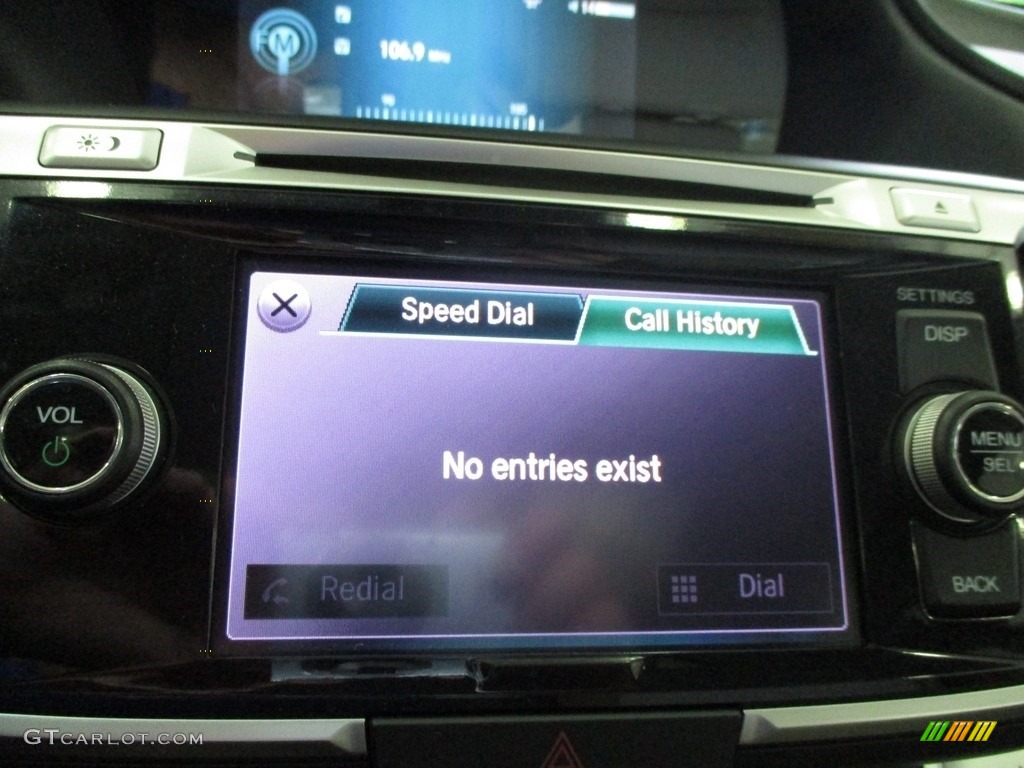 FM
106.9 MHz
SETTINGS
DISP
Speed Dial
Call History
VOL
MENU
SEL
No entries exist
Redial
Dial
BACK
GTCARLOT.COM